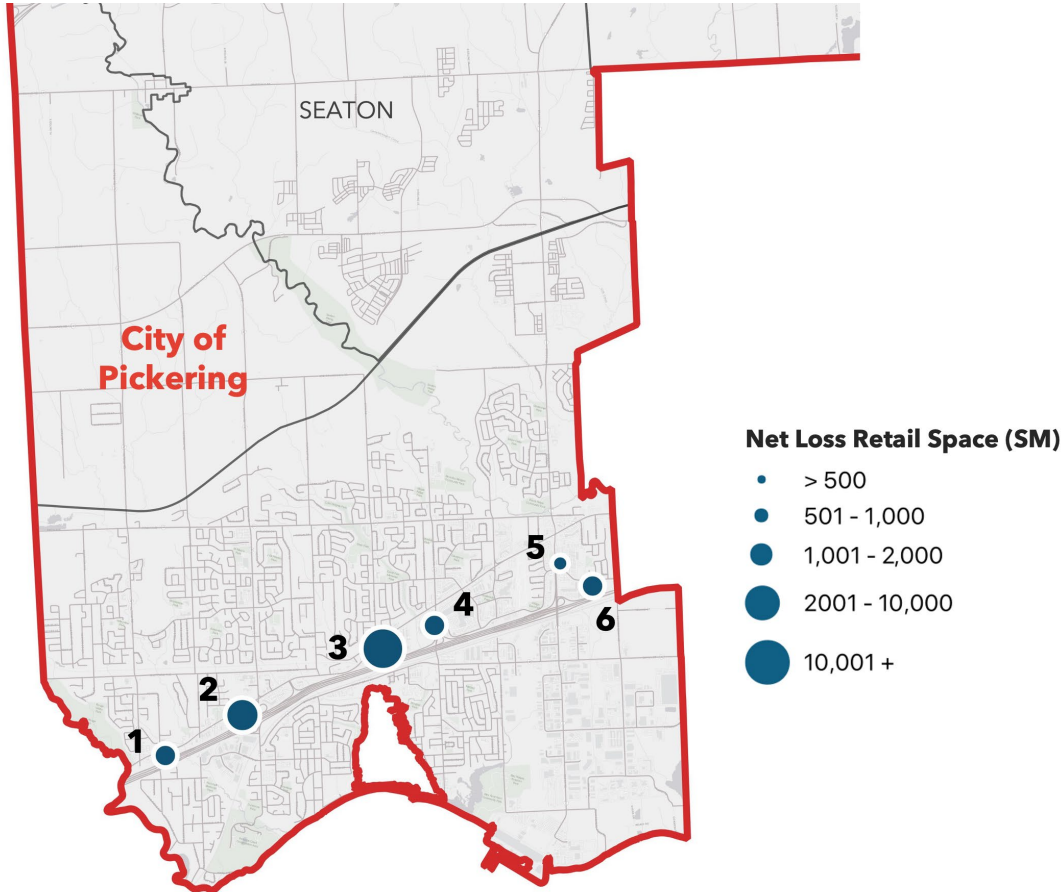 SEATON
City of
Pickering
Net Loss Retail Space (SM)
> 500
501 - 1,000
1,001 - 2,000
2001 - 10,000
10,001 +
5
6
4
3
2
1